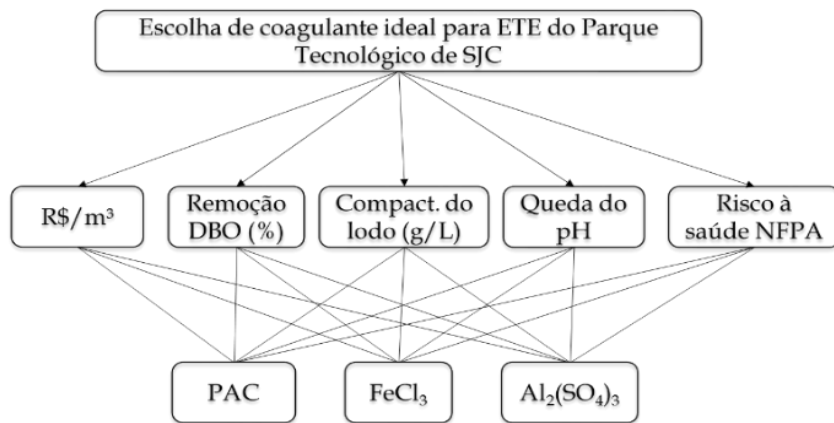 Escolha de coagulante ideal para ETE do Parque
Tecnológico de SJC
R$/m³
Remoção
DBO (%)
Compact. do
lodo (g/L)
Queda do
pH
Risco à
saúde NFPA
PAC
FeCl₃
Al₂(SO₄)₃